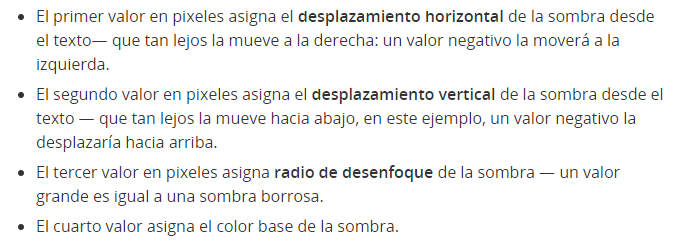 • El primer valor en pixeles asigna el desplazamiento horizontal de la sombra desde
el texto— que tan lejos la mueve a la derecha: un valor negativo la moverá a la
izquierda.
• El segundo valor en pixeles asigna el desplazamiento vertical de la sombra desde el
texto — que tan lejos la mueve hacia abajo, en este ejemplo, un valor negativo la
desplazaría hacia arriba.
• El tercer valor en pixeles asigna radio de desenfoque de la sombra — un valor
grande es igual a una sombra borrosa.
• El cuarto valor asigna el color base de la sombra.